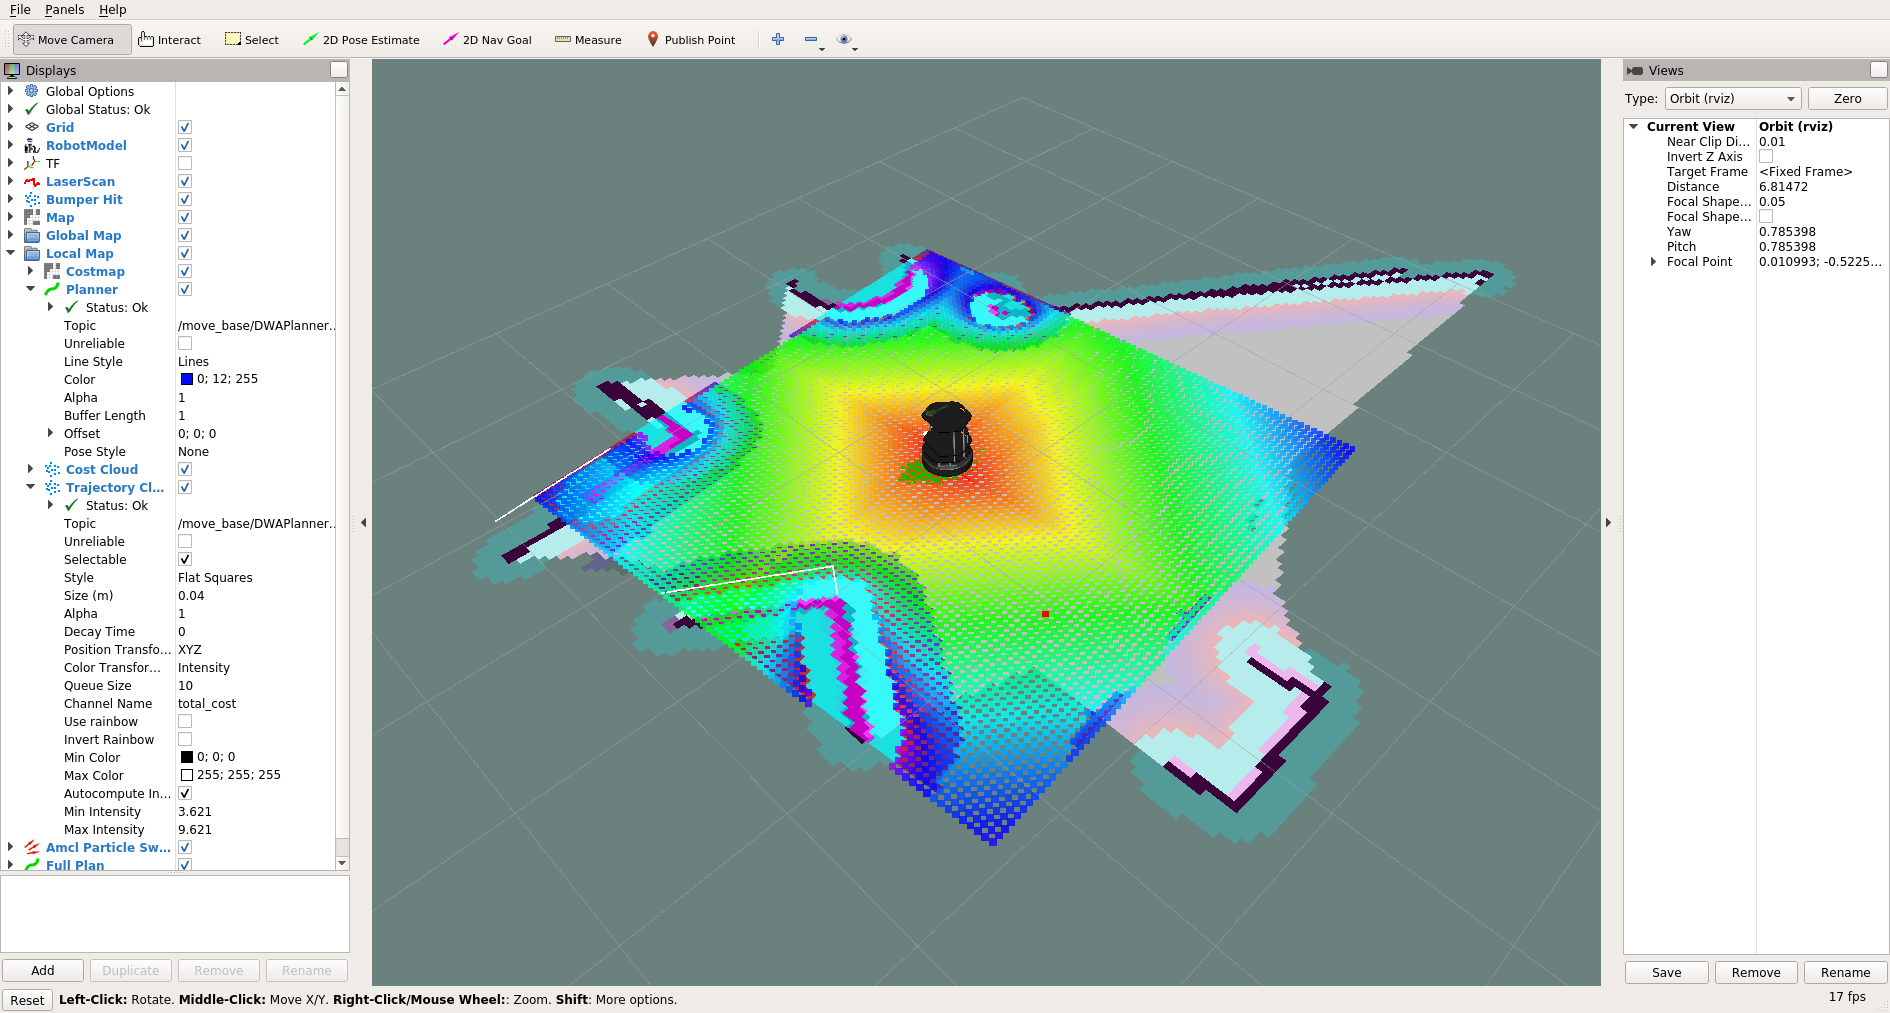 File Panels Help
Move Camera Interact Select 2D Pose Estimate 2D Nav Goal Measure Publish Point
Displays
Global Options
Global Status: Ok
Grid
RobotModel
TF
LaserScan
Bumper Hit
Map
Global Map
Local Map
Costmap
Planner
Status: Ok
Topic /move_base/DWAPlanner...
Unreliable
Line Style Lines
Color 0; 12; 255
Alpha 1
Buffer Length 1
Offset 0; 0; 0
Pose Style None
Cost Cloud
Trajectory Cl...
Status: Ok
Topic /move_base/DWAPlanner...
Unreliable
Selectable
Style Flat Squares
Size (m) 0.04
Alpha 1
Decay Time 0
Position Transfo... XYZ
Color Transfor... Intensity
Queue Size 10
Channel Name total_cost
Use rainbow
Invert Rainbow
Min Color 0; 0; 0
Max Color 255; 255; 255
Autocompute In...
Min Intensity 3.621
Max Intensity 9.621
Amcl Particle Sw...
Full Plan
Add Duplicate Remove Rename
Reset Left-Click: Rotate. Middle-Click: Move X/Y. Right-Click/Mouse Wheel:: Zoom. Shift: More options.
Views
Type: Orbit (rviz) Zero
Current View Orbit (rviz)
Near Clip Di... 0.01
Invert Z Axis
Target Frame <Fixed Frame>
Distance 6.81472
Focal Shape... 0.05
Focal Shape...
Yaw 0.785398
Pitch 0.785398
Focal Point 0.010993; -0.5225...
Save Remove Rename
17 fps